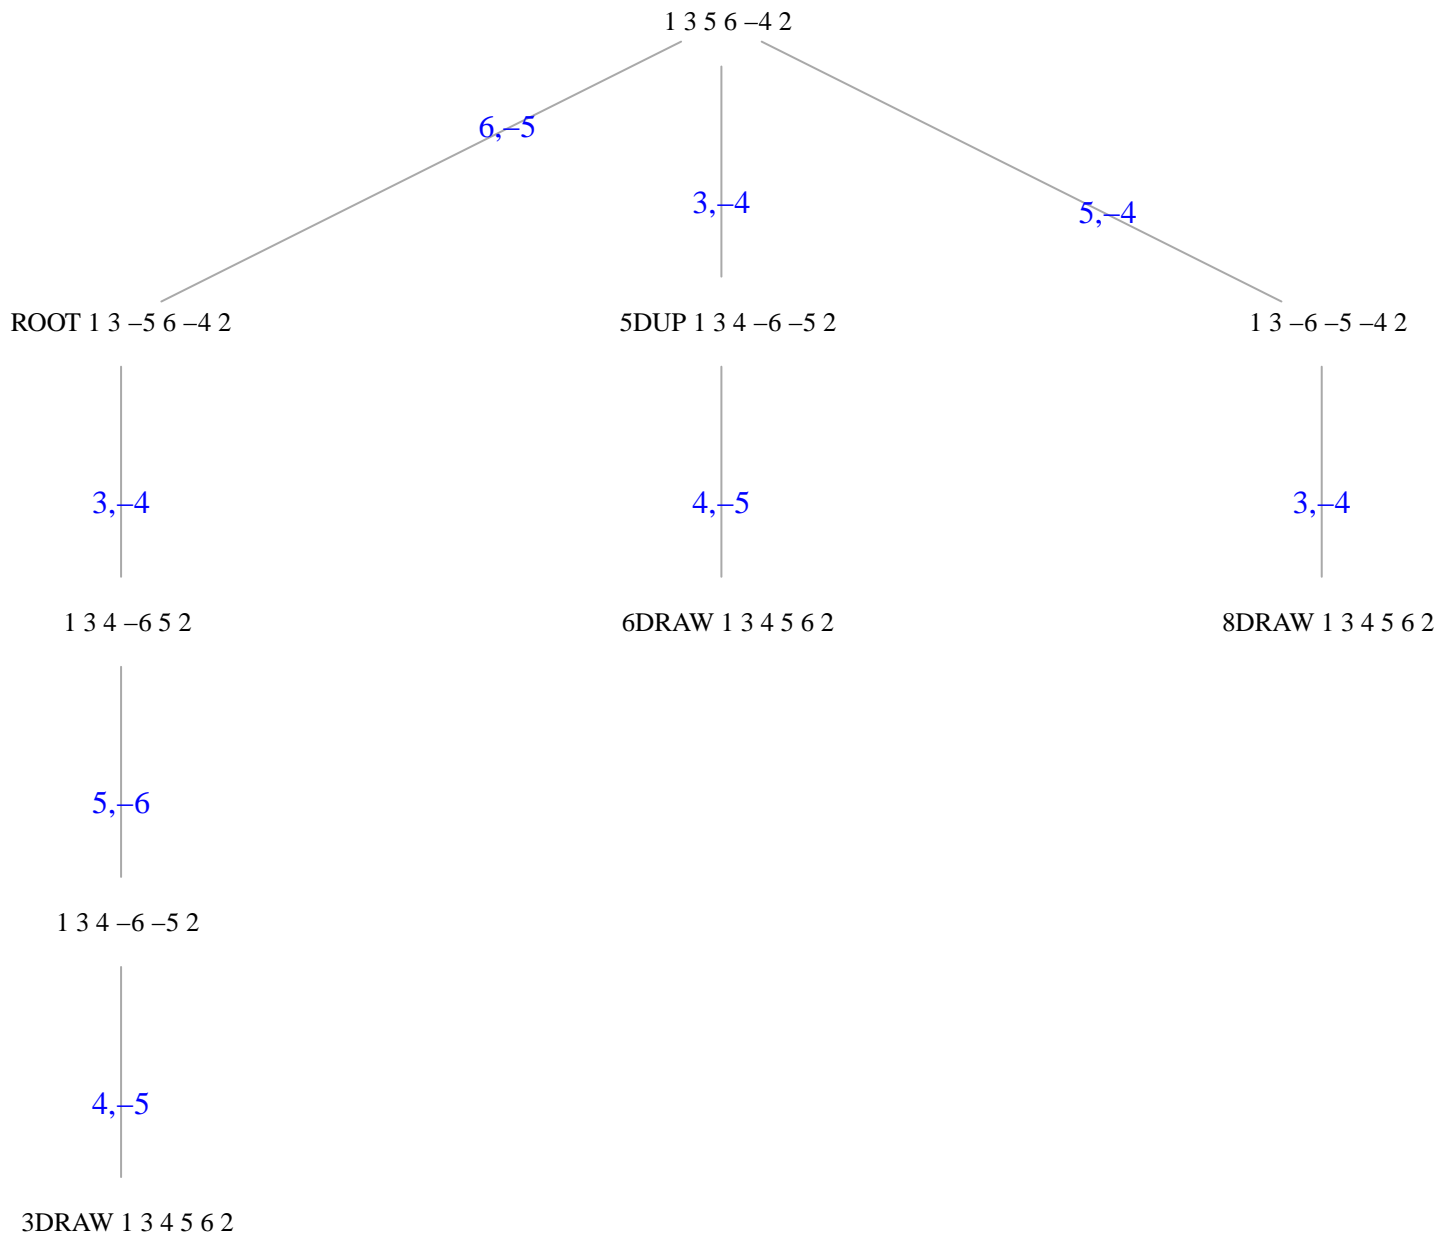 1 3 5 6 –4 2
6,–5
3,–4
5,–4
ROOT 1 3 –5 6 –4 2
5DUP 1 3 4 –6 –5 2
1 3 –6 –5 –4 2
3,–4
4,–5
3,–4
1 3 4 –6 5 2
6DRAW 1 3 4 5 6 2
8DRAW 1 3 4 5 6 2
5,–6
1 3 4 –6 –5 2
4,–5
3DRAW 1 3 4 5 6 2